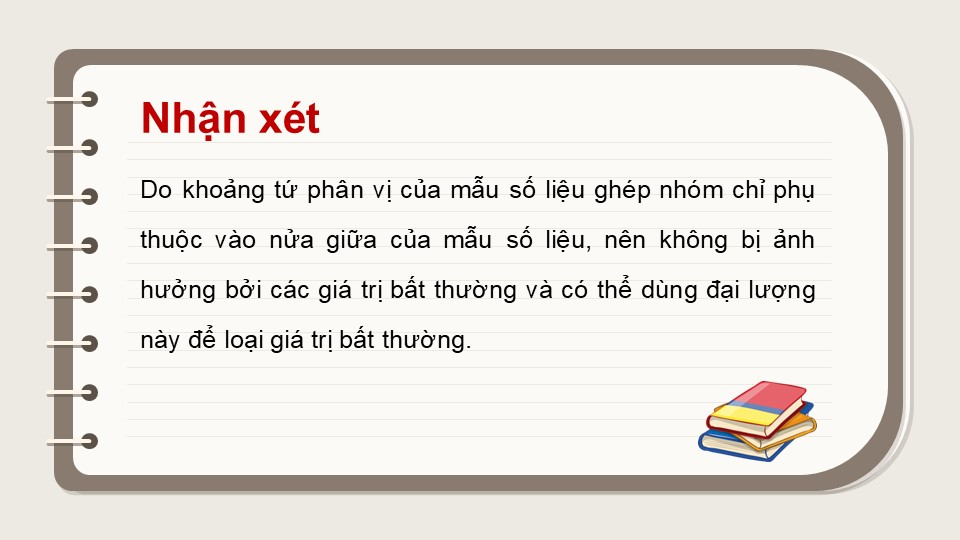 Nhận xét
Do khoảng tứ phân vị của mẫu số liệu ghép nhóm chỉ phụ
thuộc vào nửa giữa của mẫu số liệu, nên không bị ảnh
hưởng bởi các giá trị bất thường và có thể dùng đại lượng
này để loại giá trị bất thường.